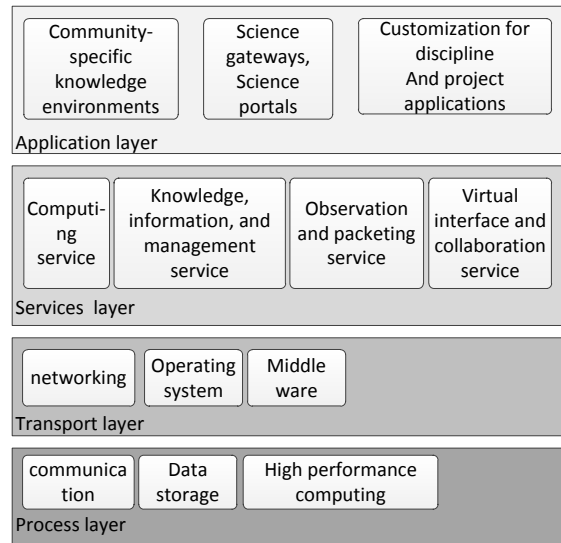 Community-
specific
knowledge
environments
Science
gateways,
Science
portals
Customization for
discipline
And project
applications
Application layer
Computi-
ng
service
Knowledge,
information, and
management
service
Observation
and packeting
service
Virtual
interface and
collaboration
service
Services  layer
networking
Operating
system
Middle
ware
Transport layer
communica
tion
Data
storage
High performance
computing
Process layer